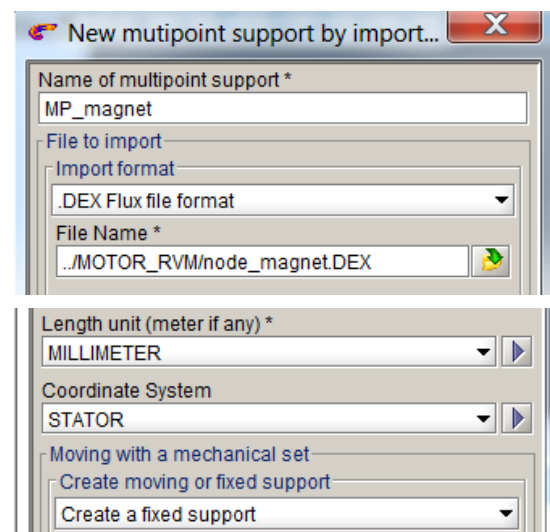 New mutipoint support by import...
Name of multipoint support *
MP_magnet
File to import
Import format
.DEX Flux file format
File Name *
../MOTOR_RVM/node_magnet.DEX
Length unit (meter if any) *
MILLIMETER
Coordinate System
STATOR
Moving with a mechanical set
Create moving or fixed support
Create a fixed support